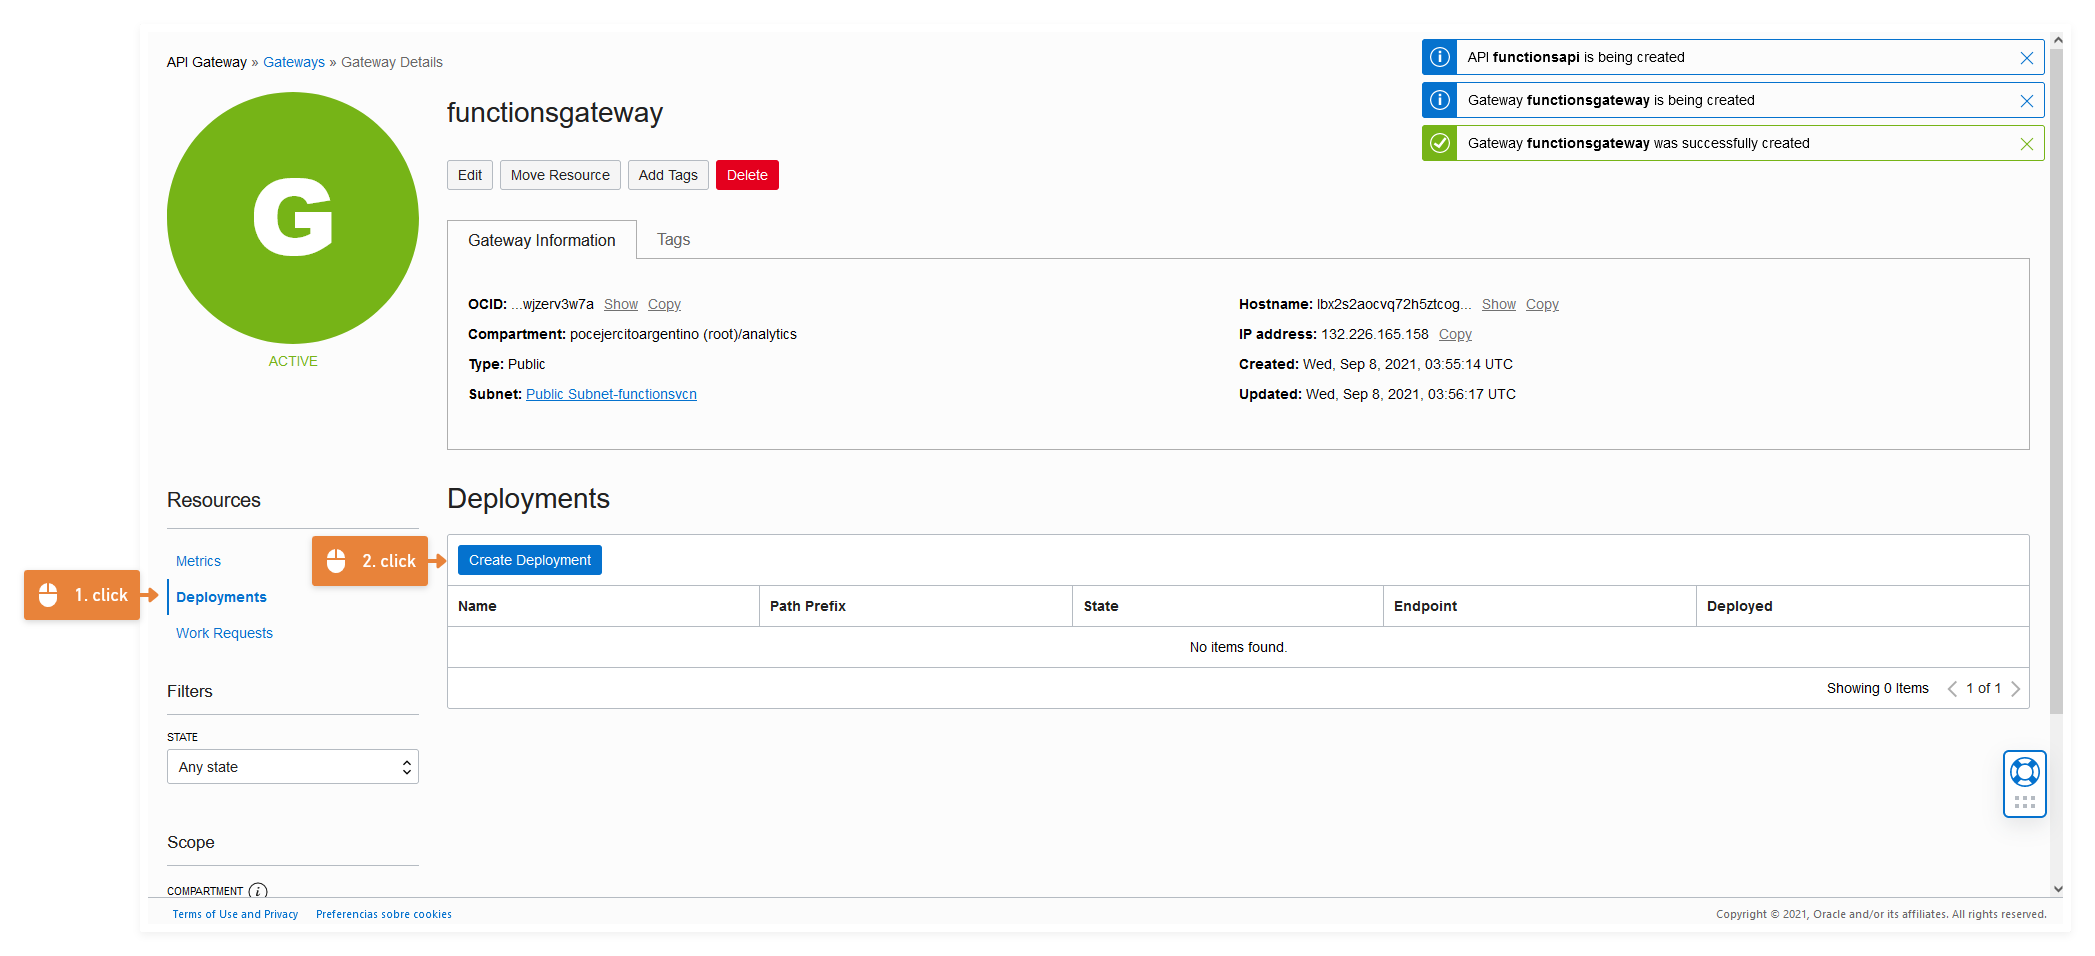 API Gateway » Gateways » Gateway Details
API functionsapi is being created
Gateway functionsgateway is being created
Gateway functionsgateway was successfully created
G
ACTIVE
functionsgateway
Edit
Move Resource
Add Tags
Delete
Gateway Information
Tags
OCID: ...wjzerv3w7a Show Copy
Compartment: pocejercitoargentino (root)/analytics
Type: Public
Subnet: Public Subnet-functionsvcn
Hostname: lbx2s2aocvq72h5ztcog... Show Copy
IP address: 132.226.165.158 Copy
Created: Wed, Sep 8, 2021, 03:55:14 UTC
Updated: Wed, Sep 8, 2021, 03:56:17 UTC
Resources
Metrics
1. click
Deployments
Work Requests
Filters
STATE
Any state
Scope
COMPARTMENT i
Deployments
2. click
Create Deployment
Name Path Prefix State Endpoint Deployed
No items found.
Showing 0 Items < 1 of 1 >
Terms of Use and Privacy Preferencias sobre cookies
Copyright © 2021, Oracle and/or its affiliates. All rights reserved.